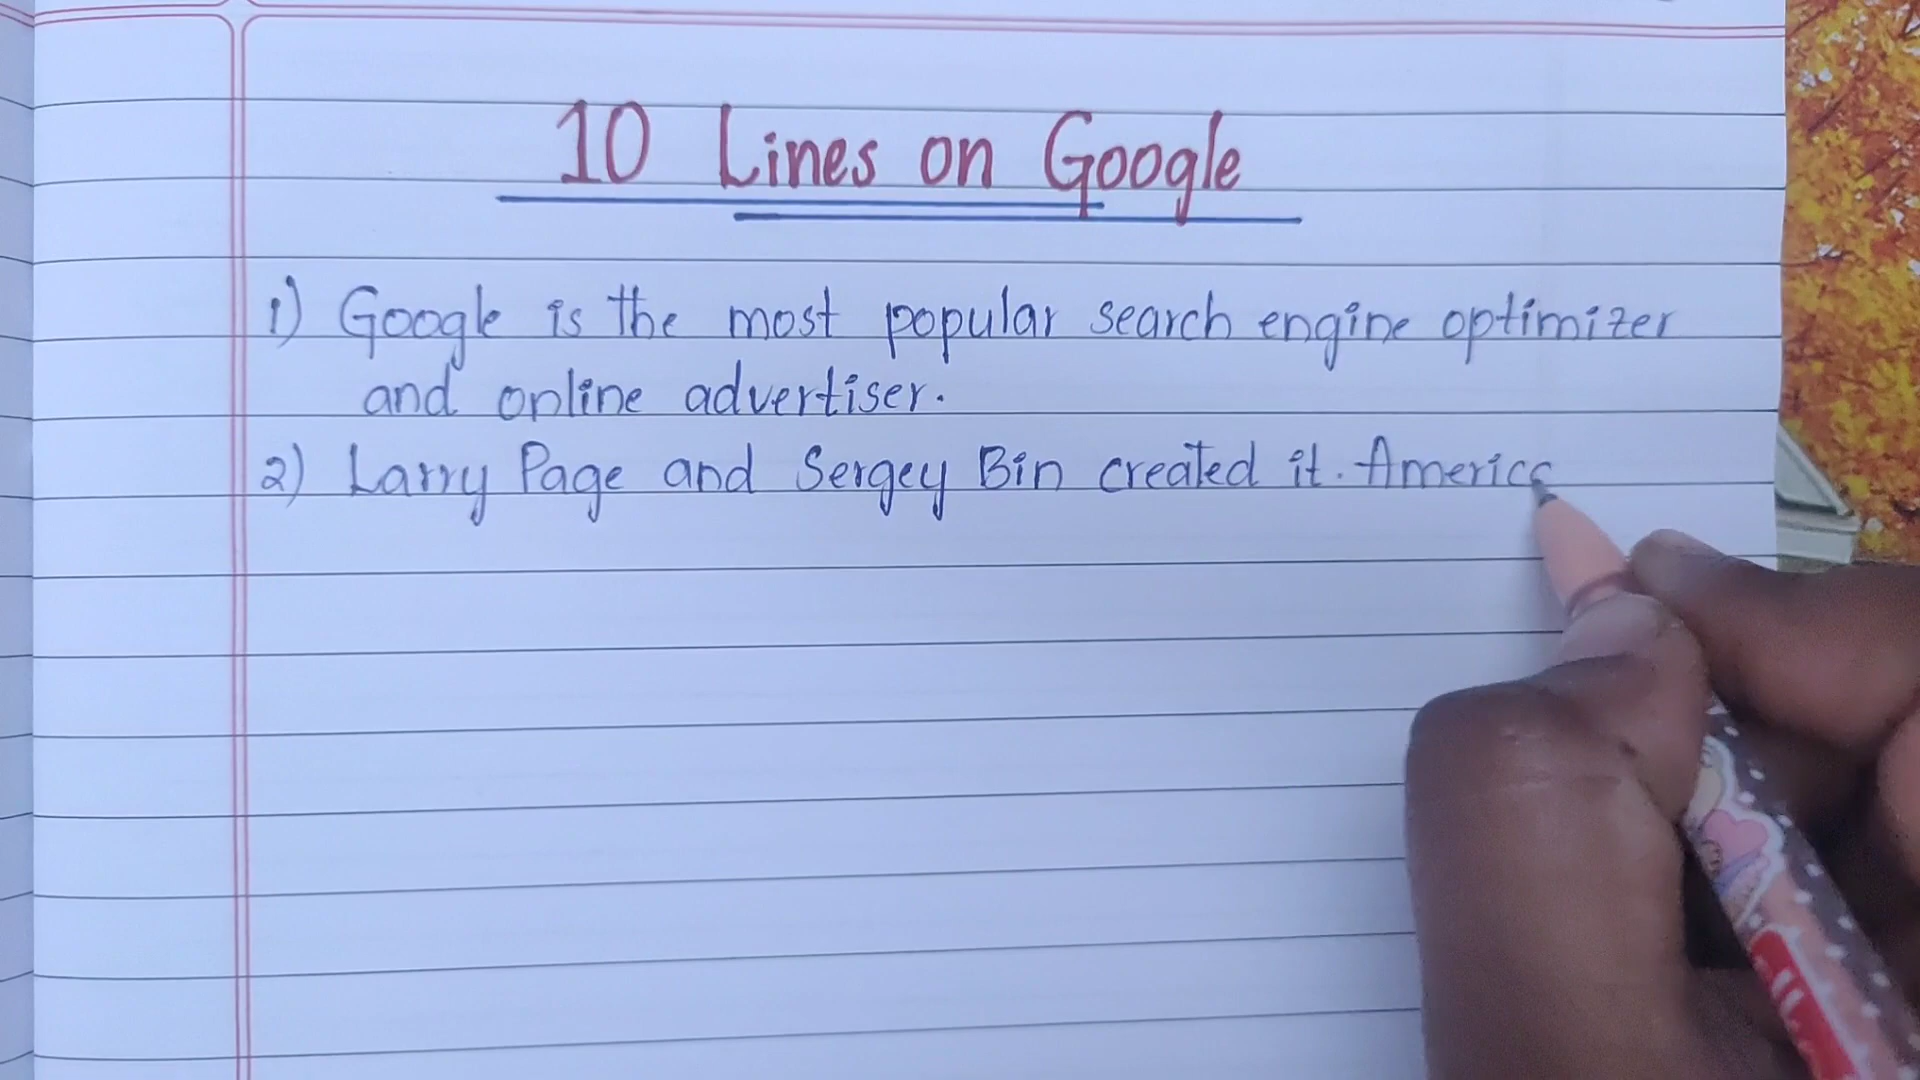 10 Lines on Google
1) Google is the most popular search engine optimizer
and online advertiser.
2) Larry Page and Sergey Bin created it. America